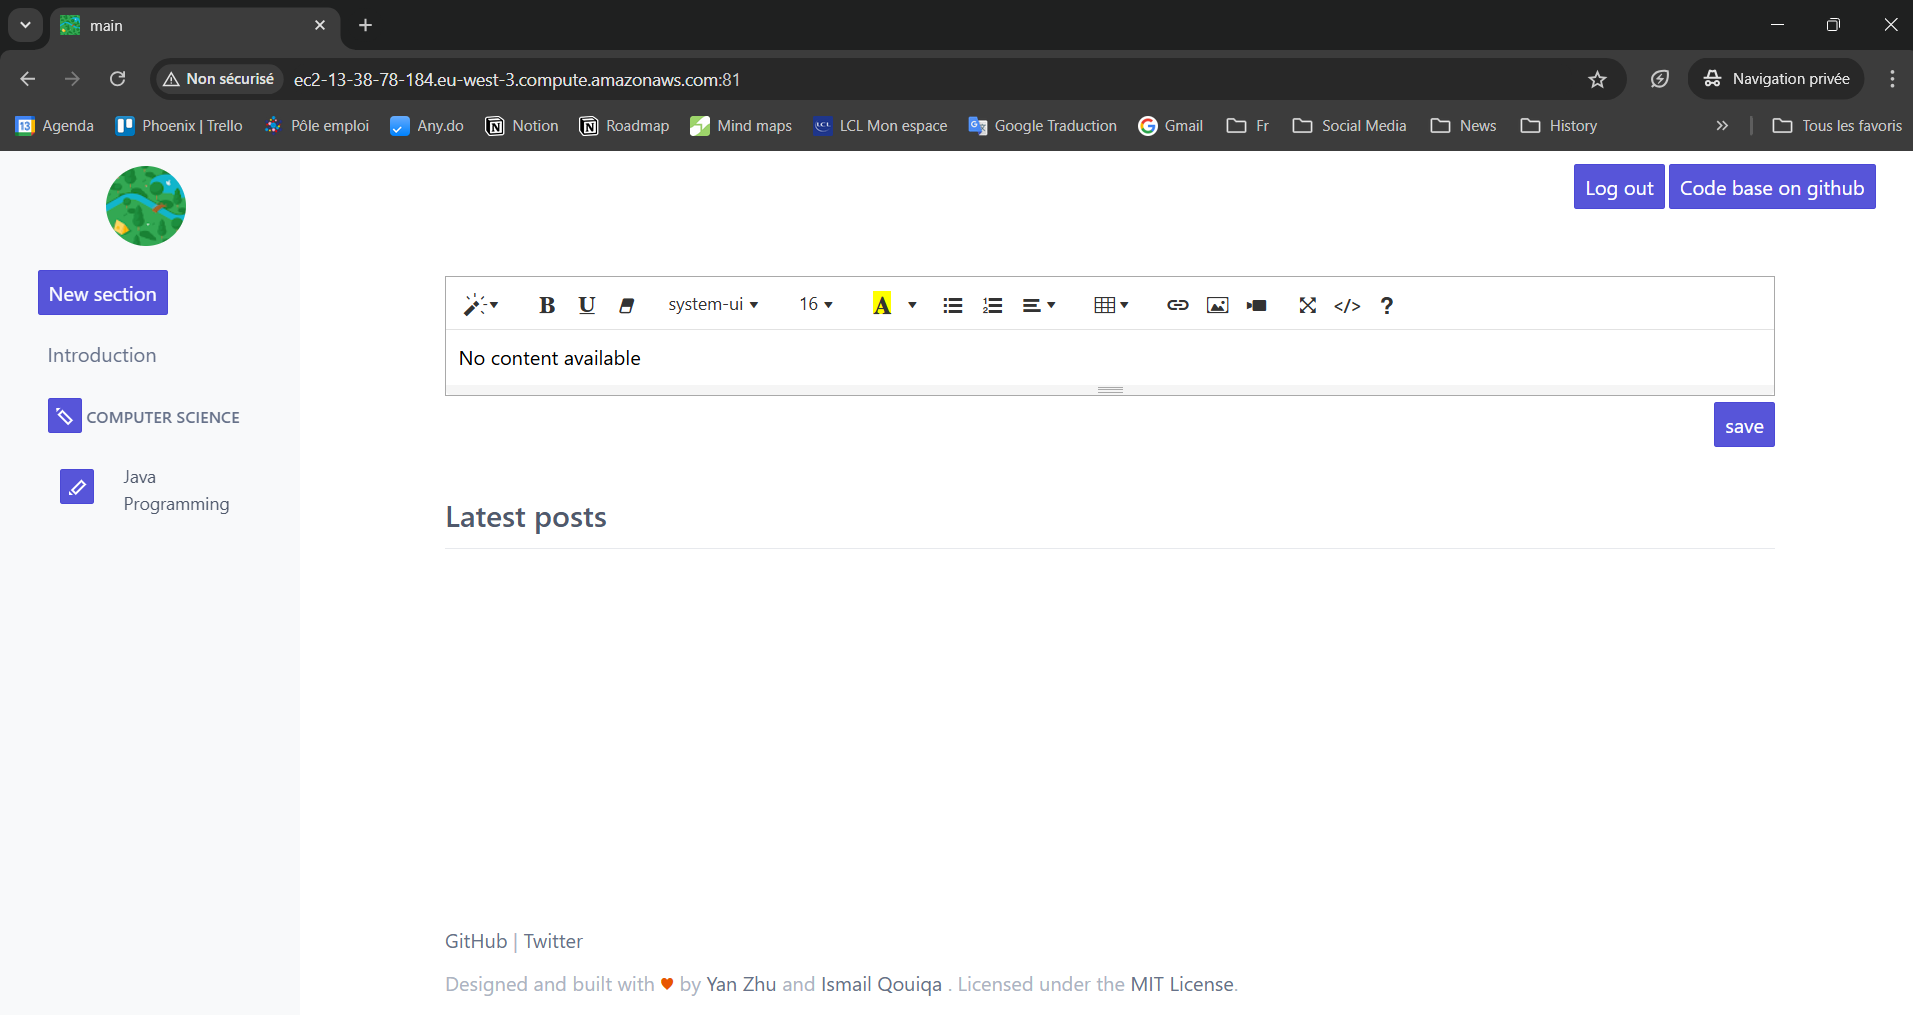 main
Non sécurisé ec2-13-38-78-184.eu-west-3.compute.amazonaws.com:81 Navigation privée
13 Agenda Phoenix | Trello Pôle emploi Any.do Notion Roadmap Mind maps LCL LCL Mon espace Google Traduction Gmail Fr Social Media News History » Tous les favoris
Log out Code base on github
New section
Introduction
COMPUTER SCIENCE
Java
Programming
B U system-ui 16 A </> ?
No content available
save
Latest posts
GitHub | Twitter
Designed and built with ♥ by Yan Zhu and Ismail Qouiqa . Licensed under the MIT License.